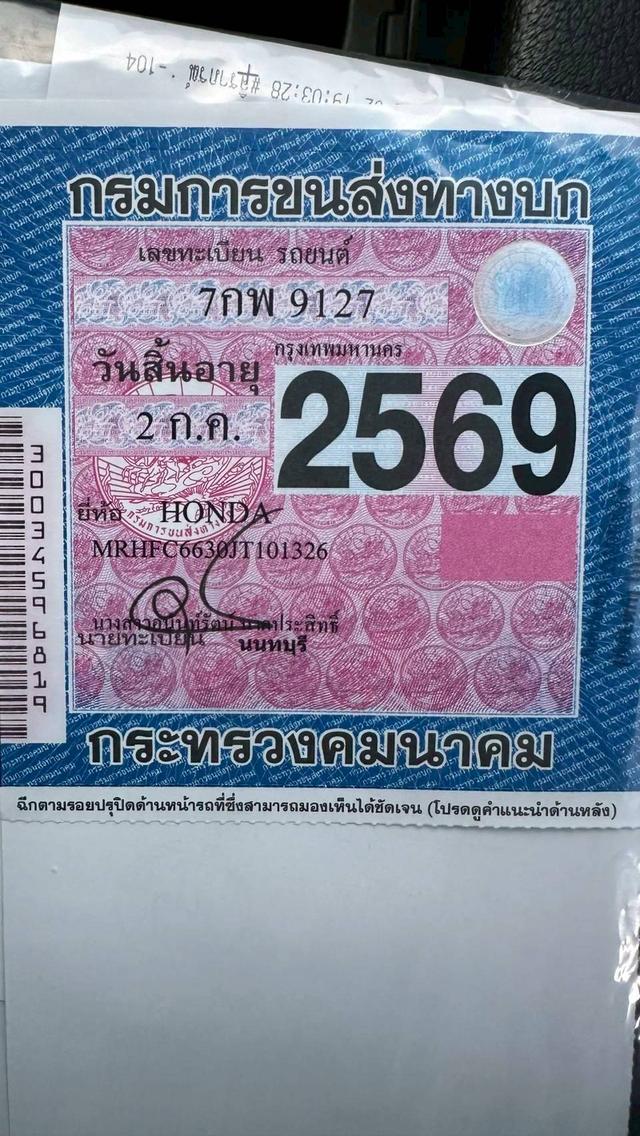 กรมการขนส่งทางบก
เลขทะเบียน รถยนต์
7กพ 9127
กรุงเทพมหานคร
วันสิ้นอายุ
2 ก.ค.
2569
ยี่ห้อ HONDA
MRHFC6630JT101326
นายทะเบียน นนทบุรี
30034596819
กระทรวงคมนาคม
ฉีกตามรอยปรุปิดด้านหน้ารถที่ซึ่งสามารถมองเห็นได้ชัดเจน (โปรดดูคำแนะนำด้านหลัง)